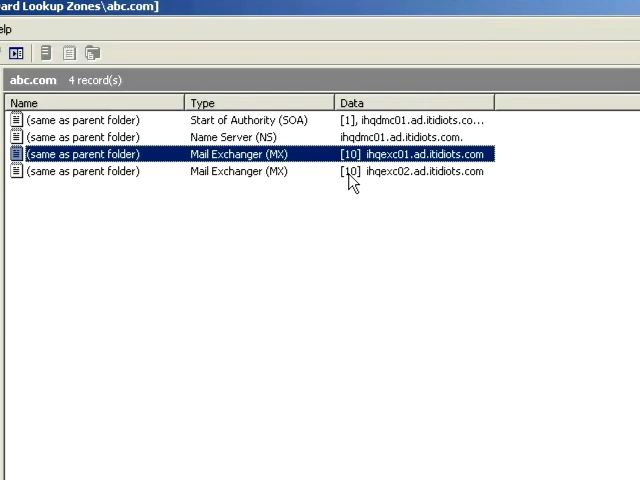 ard Lookup Zones\abc.com]
elp
abc.com 4 record(s)
Name Type Data
(same as parent folder) Start of Authority (SOA) [1], ihqdmc01.ad.itidiots.co...
(same as parent folder) Name Server (NS) ihqdmc01.ad.itidiots.com.
(same as parent folder) Mail Exchanger (MX) [10] ihqexc01.ad.itidiots.com
(same as parent folder) Mail Exchanger (MX) [10] ihqexc02.ad.itidiots.com